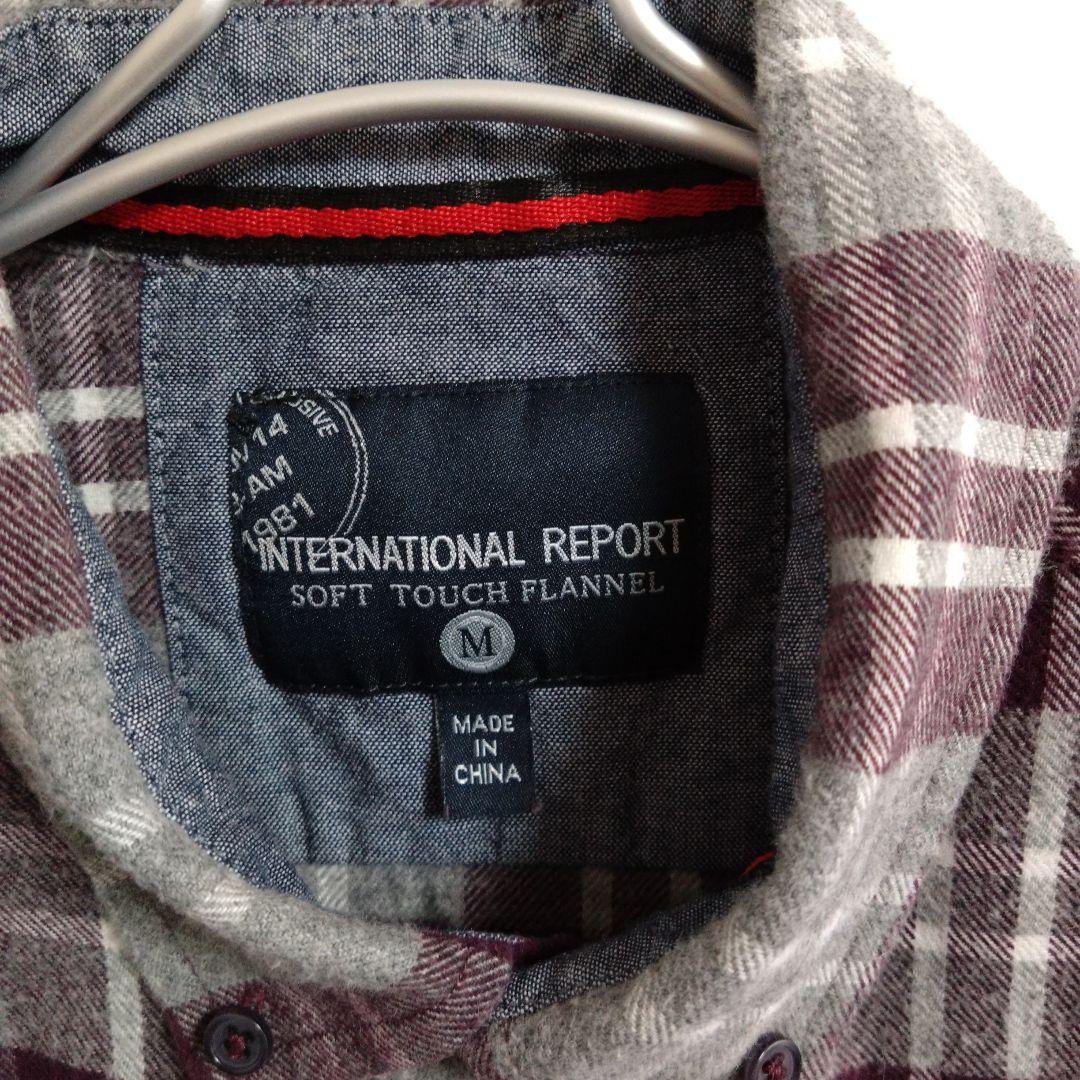 14
AM
1981
INTERNATIONAL REPORT
SOFT TOUCH FLANNEL
M
MADE
IN
CHINA